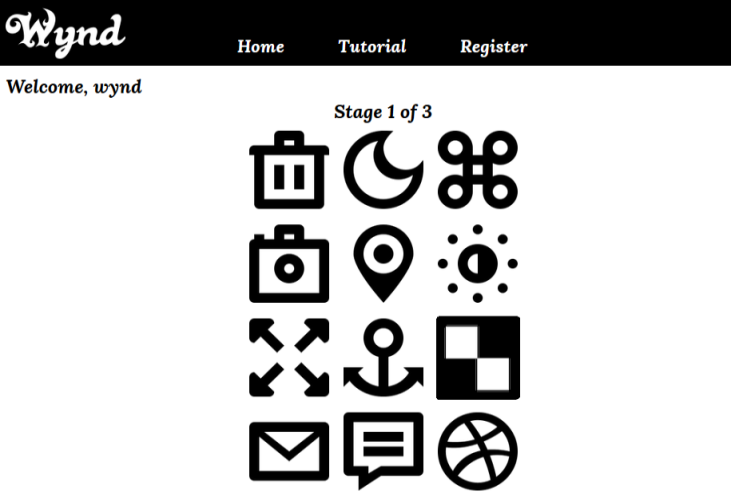 Wynd
Home Tutorial Register
Welcome, wynd
Stage 1 of 3